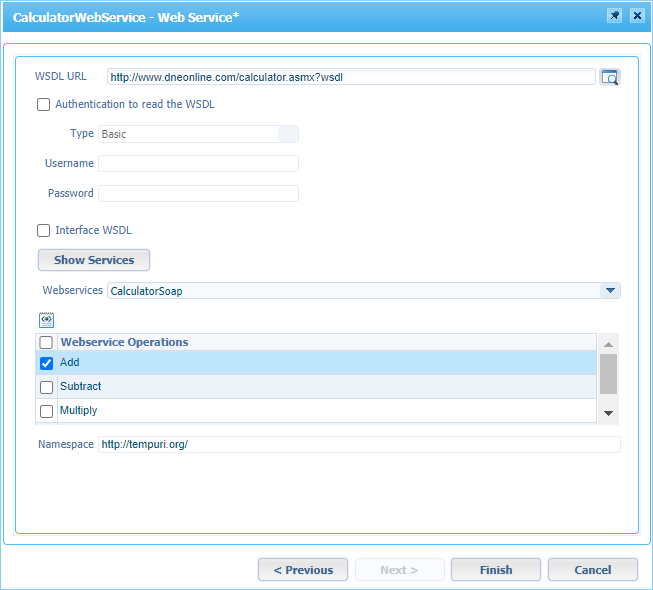 CalculatorWebService - Web Service*
WSDL URL http://www.dneonline.com/calculator.asmx?wsdl
Authentication to read the WSDL
Type Basic
Username
Password
Interface WSDL
Show Services
Webservices CalculatorSoap
Webservice Operations
Add
Subtract
Multiply
Namespace http://tempuri.org/
< Previous Next > Finish Cancel